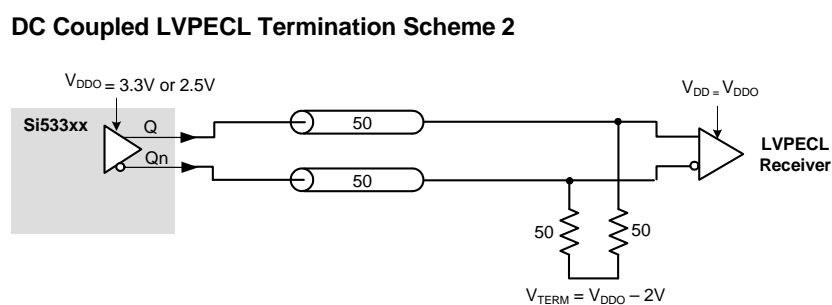 DC Coupled LVPECL Termination Scheme 2
VDDO = 3.3V or 2.5V
VDD = VDDO
Si533xx
Q
50
LVPECL
Receiver
Qn
50
50
50
VTERM = VDDO – 2V